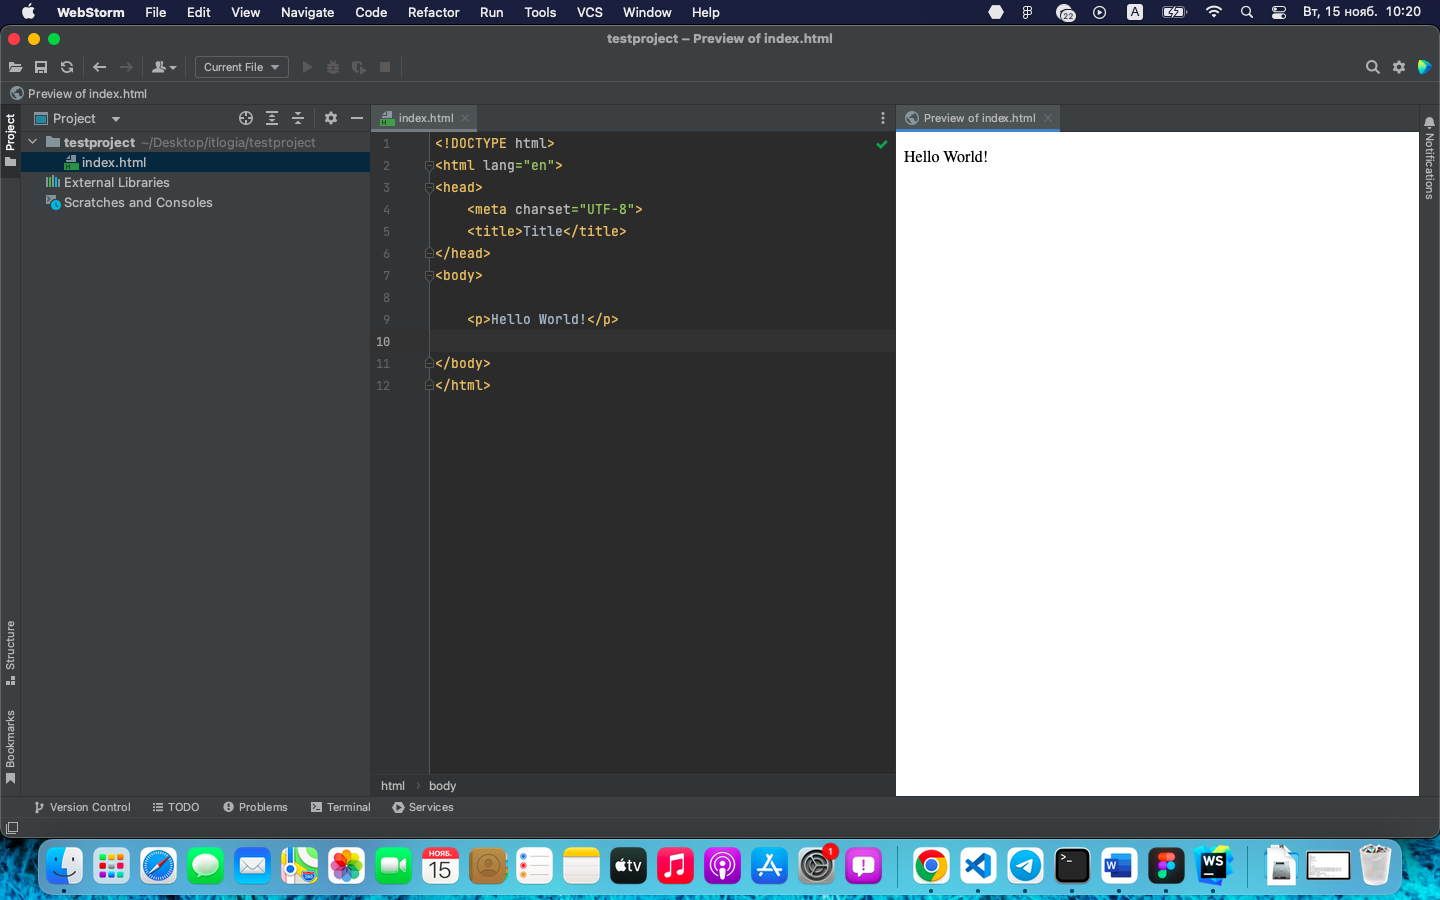 WebStorm File Edit View Navigate Code Refactor Run Tools VCS Window Help 22 A Вт, 15 нояб. 10:20
testproject – Preview of index.html
Current File
Preview of index.html
Project
index.html
Preview of index.html
Project
testproject ~/Desktop/itlogia/testproject
index.html
External Libraries
Scratches and Consoles
Structure
Bookmarks
1 <!DOCTYPE html>
2 <html lang="en">
3 <head>
4 <meta charset="UTF-8">
5 <title>Title</title>
6 </head>
7 <body>
8
9 <p>Hello World!</p>
10
11 </body>
12 </html>
html body
Hello World!
Notifications
Version Control TODO Problems Terminal Services
НОЯБ.
15
tv
1
>_
W
WS